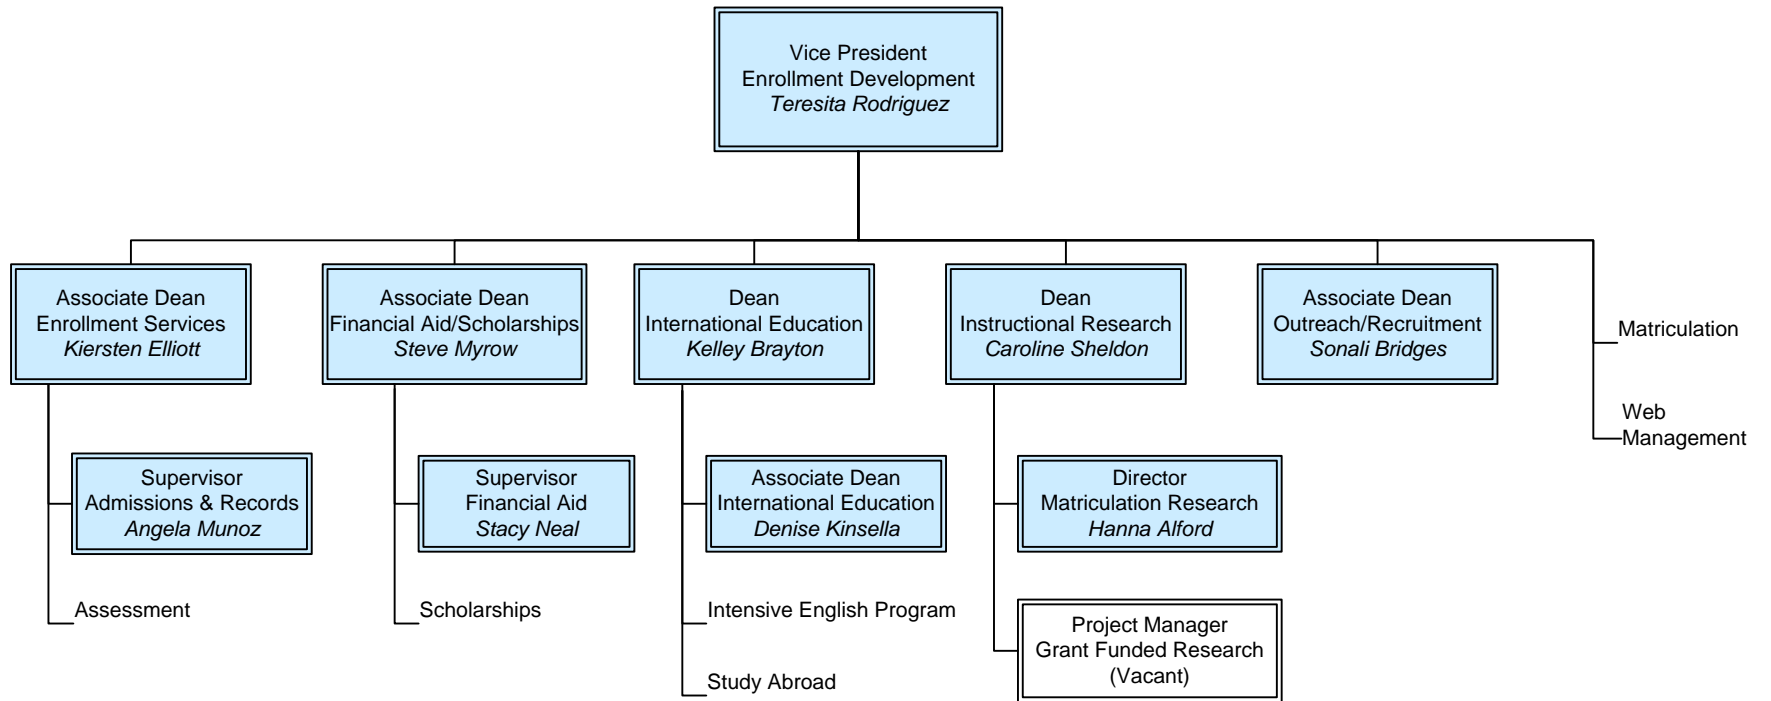 Vice President
Enrollment Development
Teresita Rodriguez
Associate Dean
Enrollment Services
Kiersten Elliott
Associate Dean
Financial Aid/Scholarships
Steve Myrow
Dean
International Education
Kelley Brayton
Dean
Instructional Research
Caroline Sheldon
Associate Dean
Outreach/Recruitment
Sonali Bridges
Matriculation
Web
Management
Supervisor
Admissions & Records
Angela Munoz
Supervisor
Financial Aid
Stacy Neal
Associate Dean
International Education
Denise Kinsella
Director
Matriculation Research
Hanna Alford
Assessment
Scholarships
Intensive English Program
Project Manager
Grant Funded Research
(Vacant)
Study Abroad